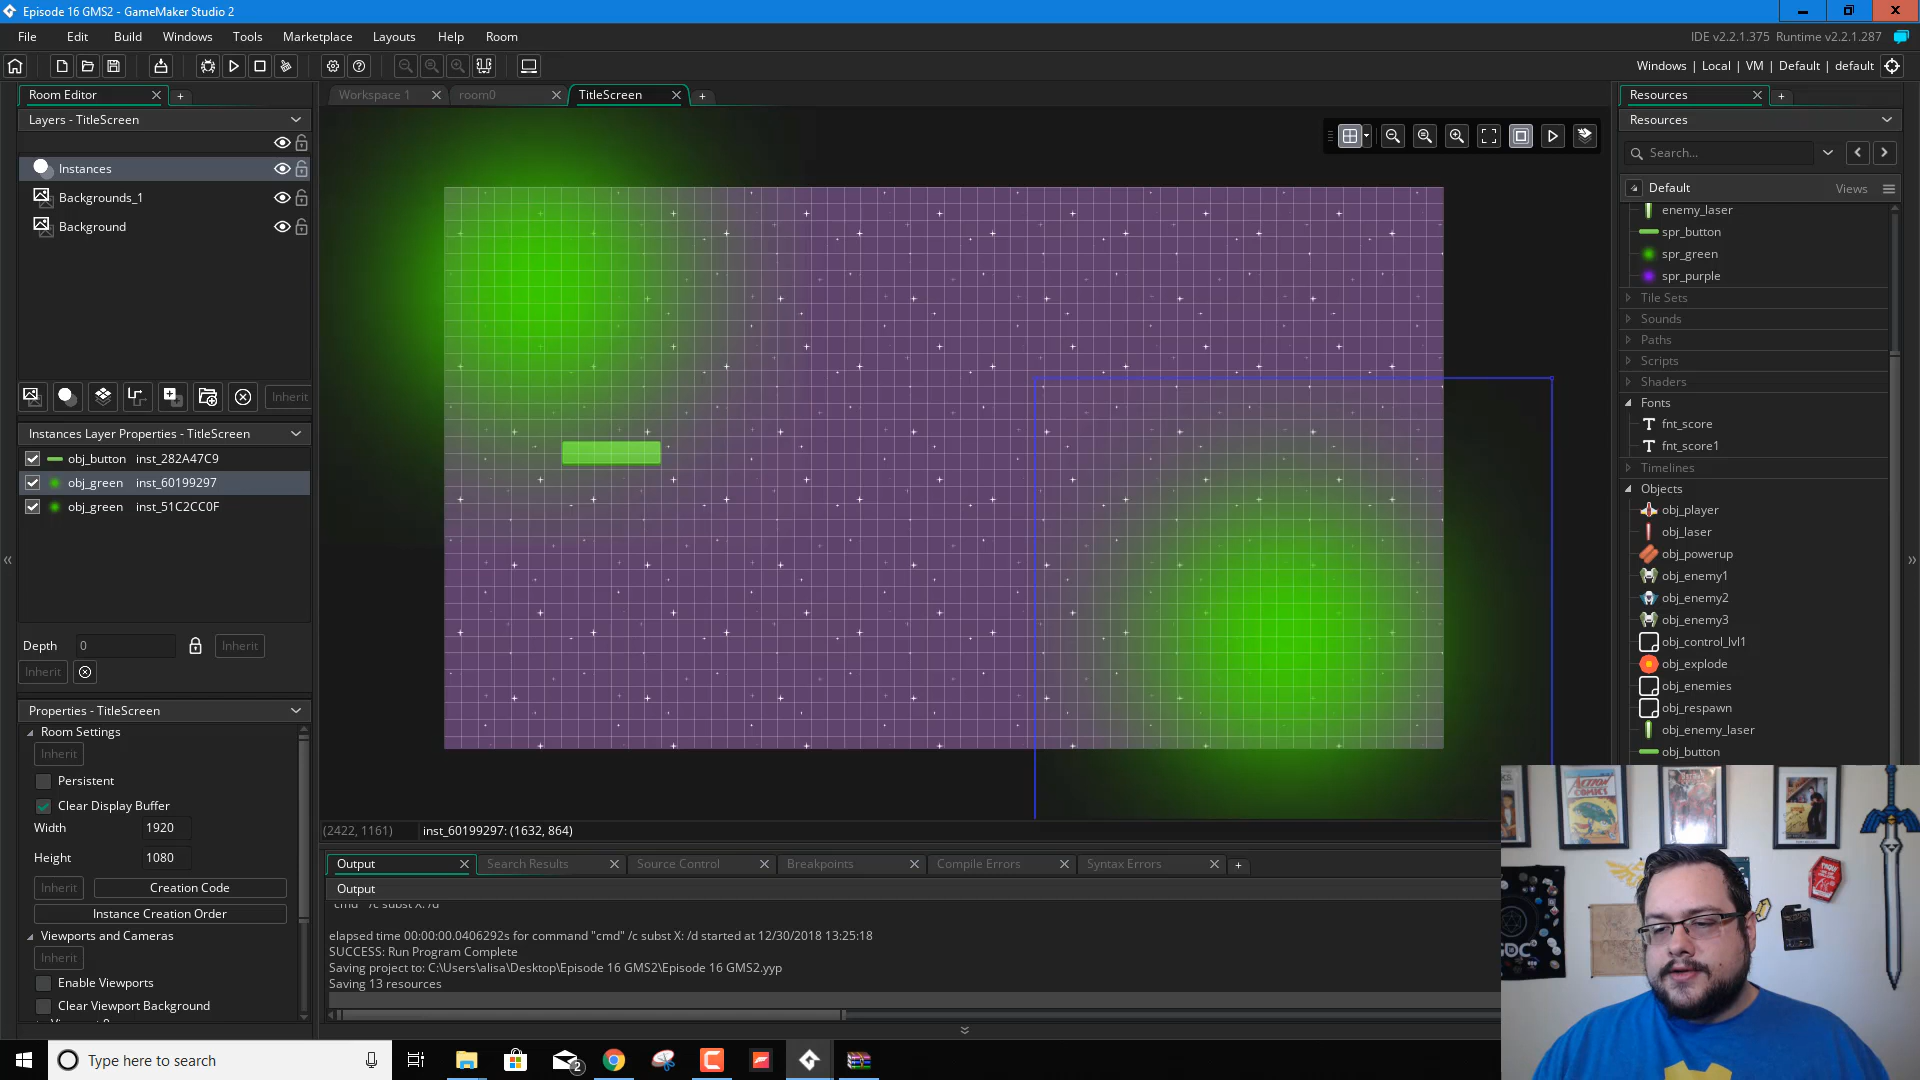 Episode 16 GMS2 - GameMaker Studio 2
File Edit Build Windows Tools Marketplace Layouts Help Room
IDE v2.2.1.375 Runtime v2.2.1.287
Windows | Local | VM | Default | default
Room Editor
Workspace 1
room0
TitleScreen
Resources
Layers - TitleScreen
Resources
Search...
Instances
Backgrounds_1
Background
Default
Views
enemy_laser
spr_button
spr_green
spr_purple
Tile Sets
Sounds
Paths
Scripts
Shaders
Fonts
fnt_score
fnt_score1
Timelines
Objects
obj_player
obj_laser
obj_powerup
obj_enemy1
obj_enemy2
obj_enemy3
obj_control_lvl1
obj_explode
obj_enemies
obj_respawn
obj_enemy_laser
obj_button
Inherit
Instances Layer Properties - TitleScreen
obj_button inst_282A47C9
obj_green inst_60199297
obj_green inst_51C2CC0F
Depth 0 Inherit
Inherit
Properties - TitleScreen
Room Settings
Inherit
Persistent
Clear Display Buffer
Width 1920
Height 1080
Inherit Creation Code
Instance Creation Order
Viewports and Cameras
Inherit
Enable Viewports
Clear Viewport Background
(2422, 1161) inst_60199297: (1632, 864)
Output Search Results Source Control Breakpoints Compile Errors Syntax Errors
Output
"cmd" /c subst X: /d
elapsed time 00:00:00.0406292s for command "cmd" /c subst X: /d started at 12/30/2018 13:25:18
SUCCESS: Run Program Complete
Saving project to: C:\Users\alisa\Desktop\Episode 16 GMS2\Episode 16 GMS2.yyp
Saving 13 resources
ACTION COMICS
GDC
Type here to search
2